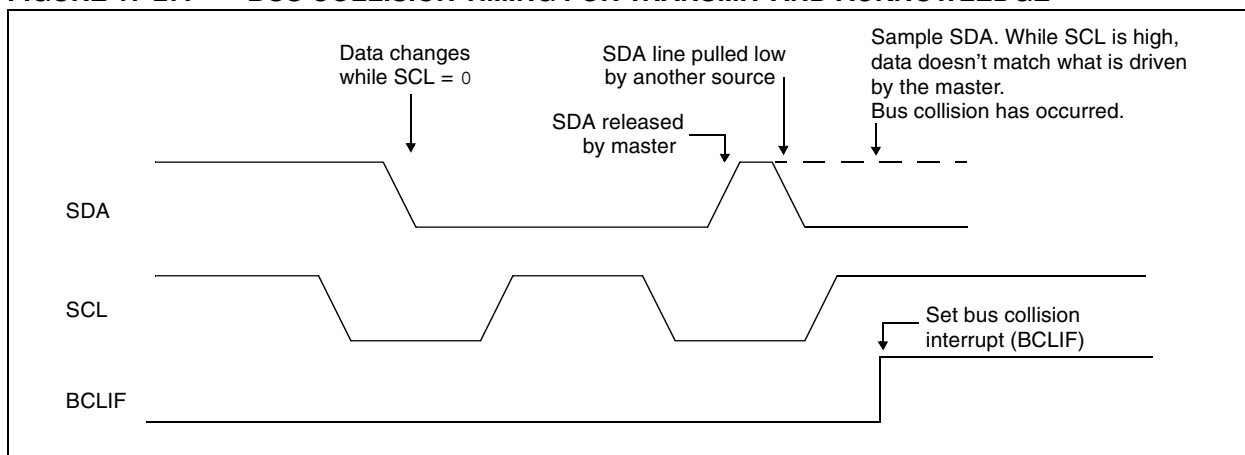 Data changes
while SCL = 0
SDA line pulled low
by another source
SDA released
by master
Sample SDA. While SCL is high,
data doesn't match what is driven
by the master.
Bus collision has occurred.
SDA
SCL
Set bus collision
interrupt (BCLIF)
BCLIF